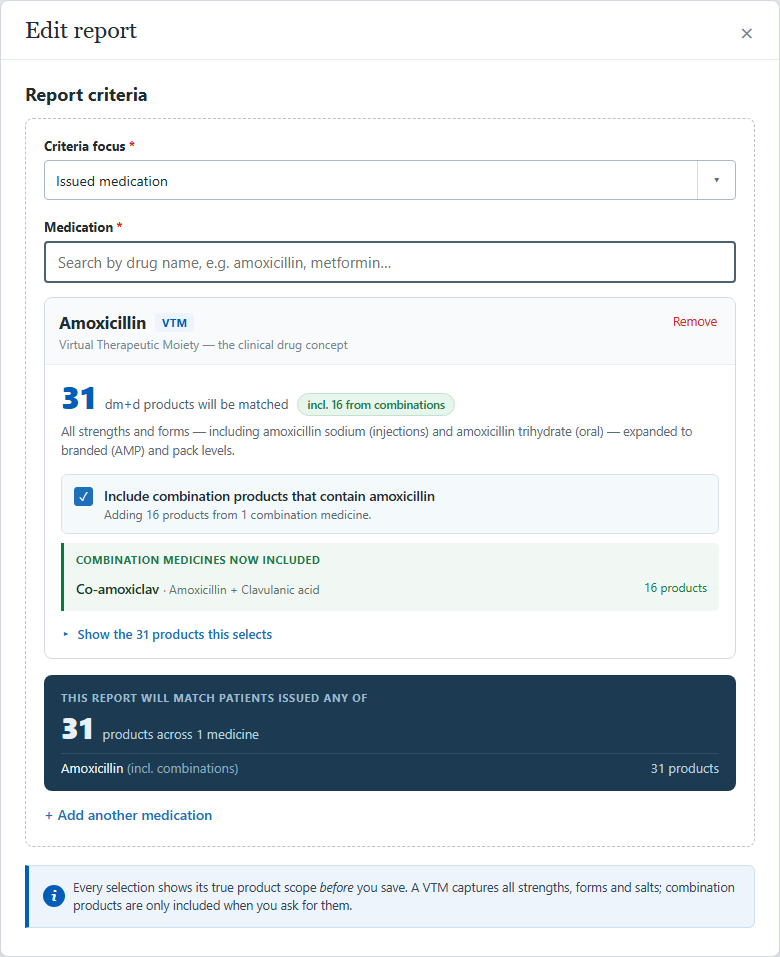 Edit report
×
Report criteria
Criteria focus *
Issued medication
Medication *
Search by drug name, e.g. amoxicillin, metformin...
Amoxicillin VTM Remove
Virtual Therapeutic Moiety — the clinical drug concept
31 dm+d products will be matched incl. 16 from combinations
All strengths and forms — including amoxicillin sodium (injections) and amoxicillin trihydrate (oral) — expanded to
branded (AMP) and pack levels.
✓ Include combination products that contain amoxicillin
Adding 16 products from 1 combination medicine.
COMBINATION MEDICINES NOW INCLUDED
Co-amoxiclav · Amoxicillin + Clavulanic acid 16 products
▸ Show the 31 products this selects
THIS REPORT WILL MATCH PATIENTS ISSUED ANY OF
31 products across 1 medicine
Amoxicillin (incl. combinations) 31 products
+ Add another medication
i Every selection shows its true product scope before you save. A VTM captures all strengths, forms and salts; combination
products are only included when you ask for them.